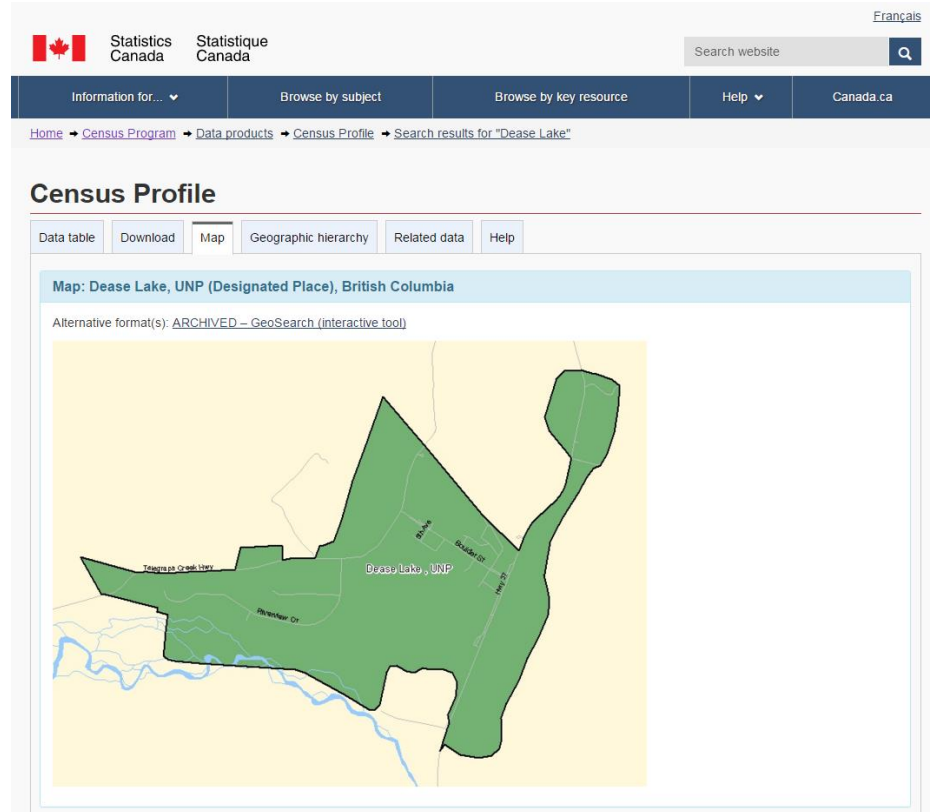 Français
Statistics Canada
Statistique Canada
Search website
Information for...
Browse by subject
Browse by key resource
Help
Canada.ca
Home ➔ Census Program ➔ Data products ➔ Census Profile ➔ Search results for "Dease Lake"
Census Profile
Data table
Download
Map
Geographic hierarchy
Related data
Help
Map: Dease Lake, UNP (Designated Place), British Columbia
Alternative format(s): ARCHIVED – GeoSearch (interactive tool)
8th Ave
Boulder St
Dease Lake , UNP
Telegraph Creek Hwy
Hwy 37